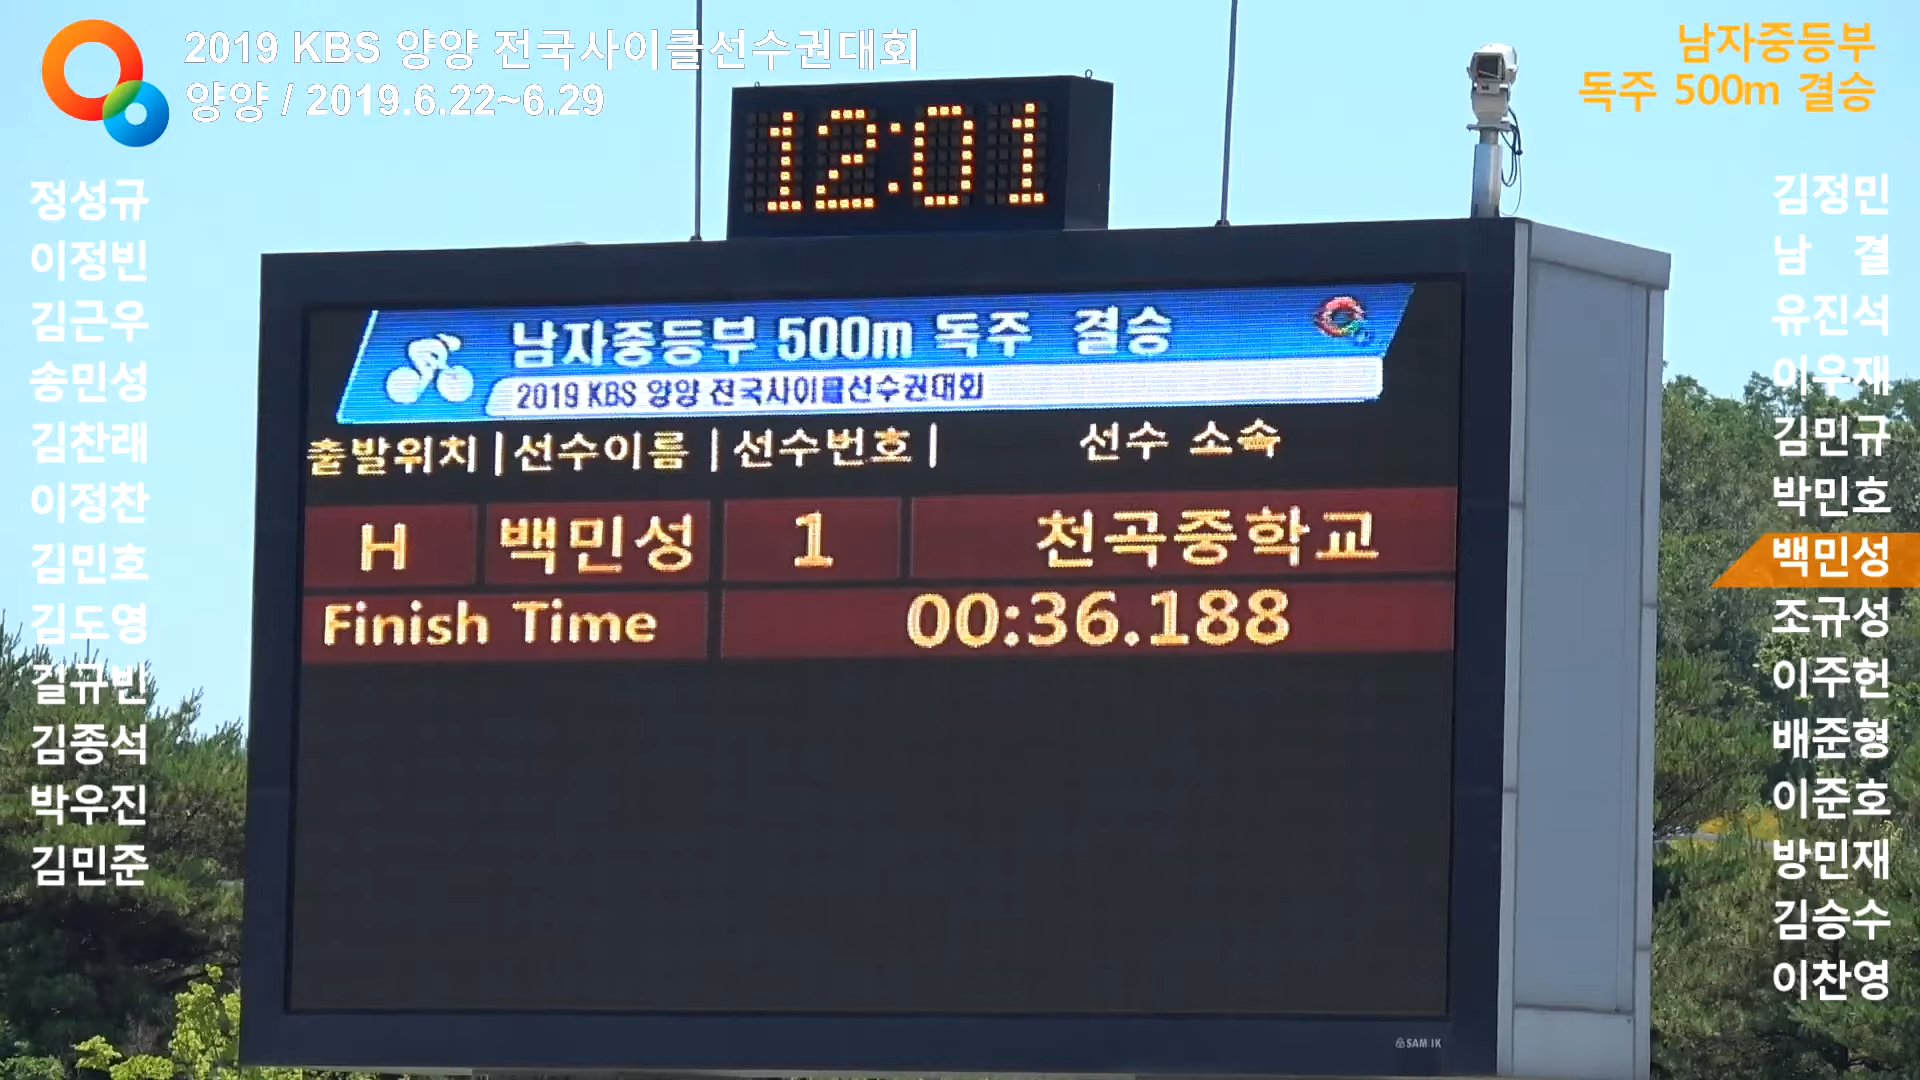 2019 KBS 양양 전국사이클선수권대회
양양 / 2019.6.22~6.29
남자중등부
독주 500m 결승
12:01
정성규
이정빈
김근우
송민성
김찬래
이정찬
김민호
김도영
길규빈
김종석
박우진
김민준
남자중등부 500m 독주 결승
2019 KBS 양양 전국사이클선수권대회
출발위치 | 선수이름 | 선수번호 | 선수 소속
H 백민성 1 천곡중학교
Finish Time 00:36.188
SAM IK
김정민
남 결
유진석
이우재
김민규
박민호
백민성
조규성
이주헌
배준형
이준호
방민재
김승수
이찬영